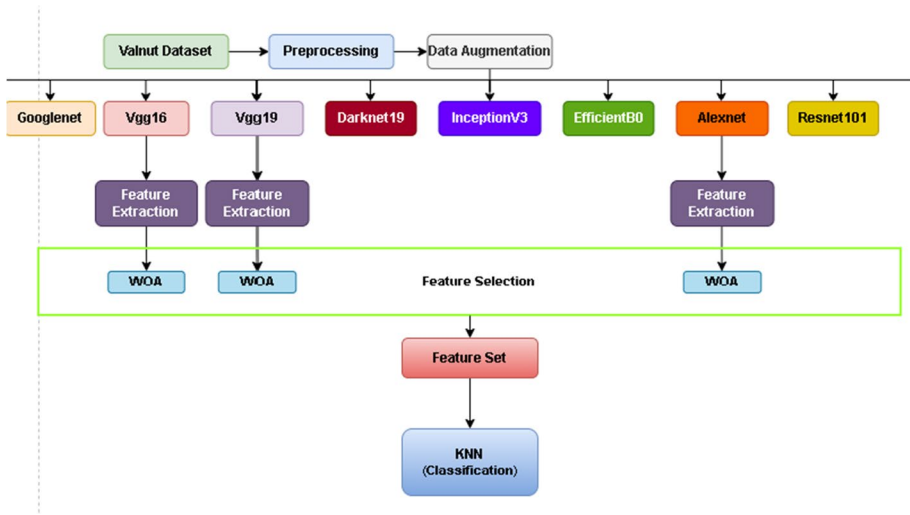 Valnut Dataset
Preprocessing
Data Augmentation
Googlenet
Vgg16
Vgg19
Darknet19
InceptionV3
EfficientB0
Alexnet
Resnet101
Feature
Extraction
Feature
Extraction
Feature
Extraction
WOA
WOA
Feature Selection
WOA
Feature Set
KNN
(Classification)